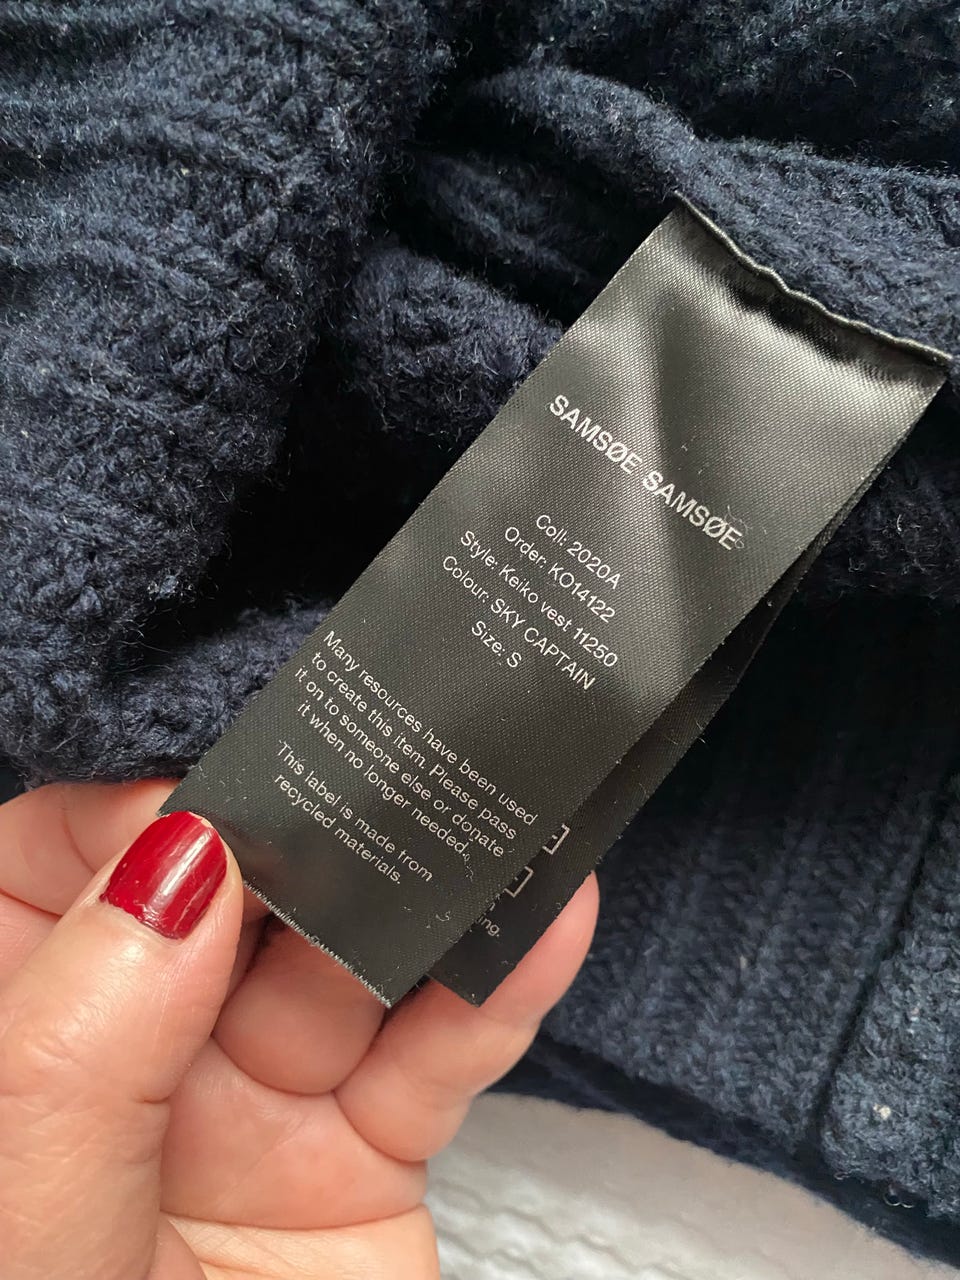 SAMSØE SAMSØE
Coll: 2020A
Order: KO14122
Style: Keiko vest 11250
Colour: SKY CAPTAIN
Size: S
Many resources have been used
to create this item. Please pass
it on to someone else or donate
it when no longer needed.
This label is made from
recycled materials.